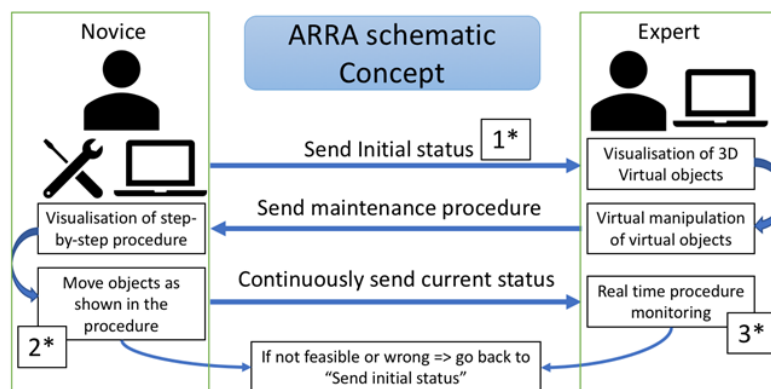 Novice
ARRA schematic
Concept
Expert
Send Initial status
1*
Visualisation of 3D
Virtual objects
Send maintenance procedure
Visualisation of step-
by-step procedure
Virtual manipulation
of virtual objects
Continuously send current status
Move objects as
shown in the
procedure
Real time procedure
monitoring
2*
3*
If not feasible or wrong => go back to
“Send initial status”